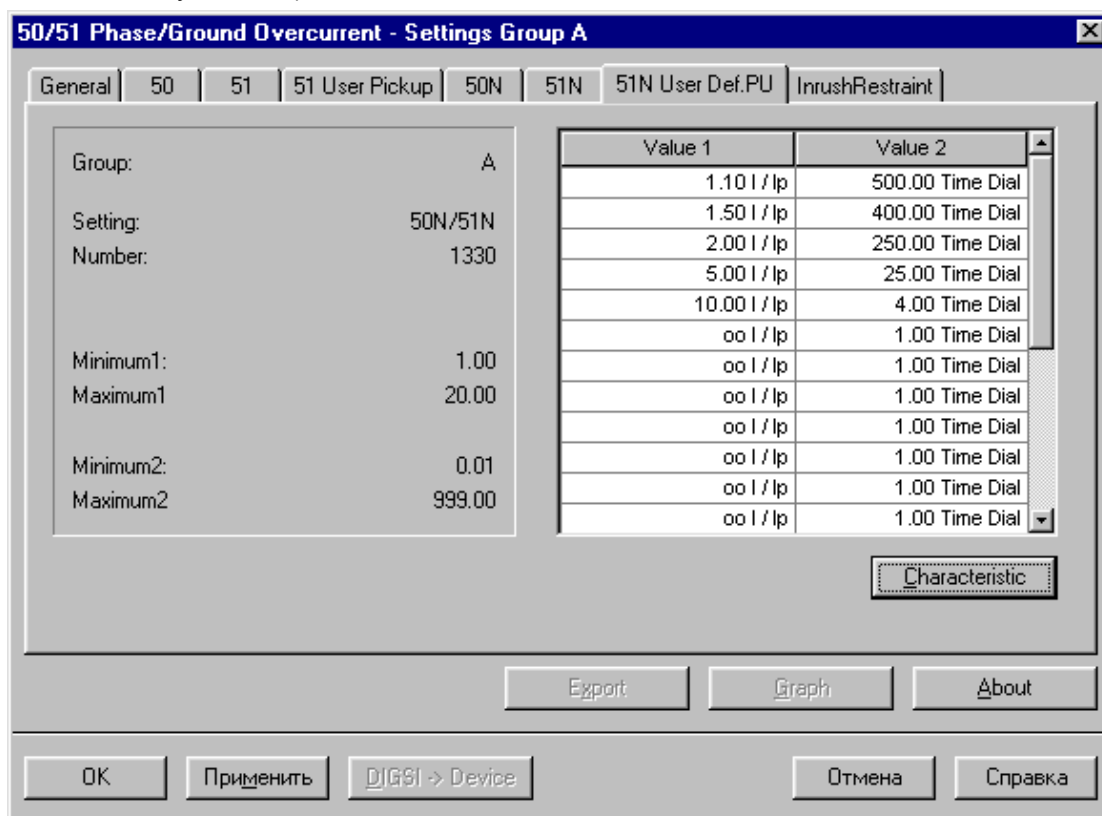 50/51 Phase/Ground Overcurrent - Settings Group A
General 50 51 51 User Pickup 50N 51N 51N User Def.PU InrushRestraint
Group: A
Setting: 50N/51N
Number: 1330
Minimum1: 1.00
Maximum1 20.00
Minimum2: 0.01
Maximum2 999.00
Value 1 Value 2
1.10 I / Ip 500.00 Time Dial
1.50 I / Ip 400.00 Time Dial
2.00 I / Ip 250.00 Time Dial
5.00 I / Ip 25.00 Time Dial
10.00 I / Ip 4.00 Time Dial
oo I / Ip 1.00 Time Dial
oo I / Ip 1.00 Time Dial
oo I / Ip 1.00 Time Dial
oo I / Ip 1.00 Time Dial
oo I / Ip 1.00 Time Dial
oo I / Ip 1.00 Time Dial
oo I / Ip 1.00 Time Dial
Characteristic
Export Graph About
OK Применить DIGSI -> Device Отмена Справка